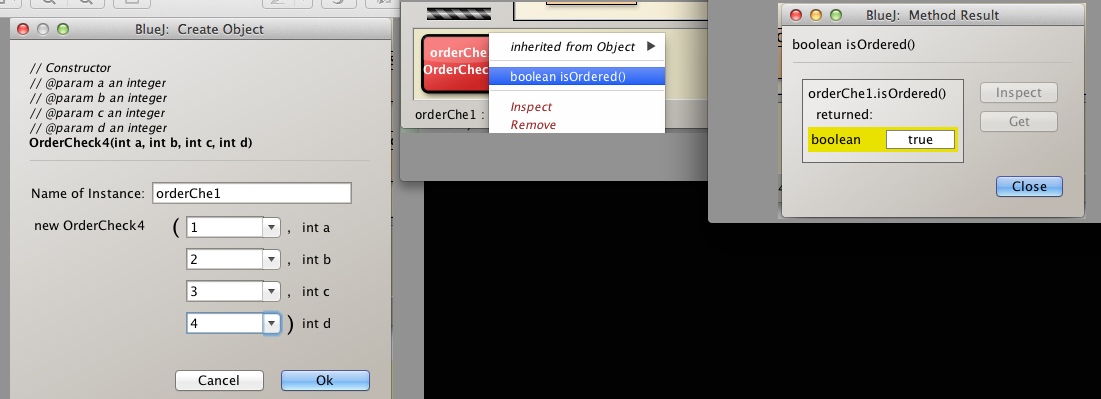 BlueJ: Create Object
// Constructor
// @param a an integer
// @param b an integer
// @param c an integer
// @param d an integer
OrderCheck4(int a, int b, int c, int d)
Name of Instance: orderChe1
new OrderCheck4 ( 1 , int a
2 , int b
3 , int c
4 ) int d
Cancel Ok
orderChe
OrderChec
inherited from Object
boolean isOrdered()
Inspect
Remove
orderChe1 :
BlueJ: Method Result
boolean isOrdered()
orderChe1.isOrdered()
returned:
boolean true
Inspect
Get
Close